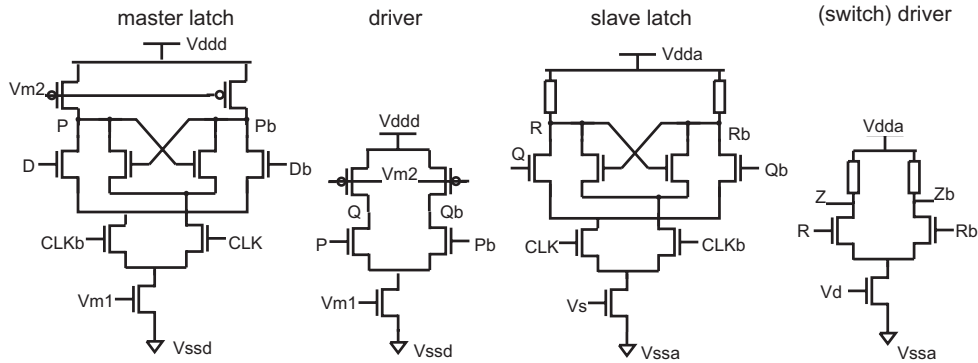 master latch
driver
slave latch
(switch) driver
Vddd
Vdda
Vm2
P
Pb
R
Rb
Vddd
Vdda
D
Db
Vm2
Q
Qb
Q
Qb
Z
Zb
CLKb
CLK
P
Pb
CLK
CLKb
R
Rb
Vm1
Vm1
Vs
Vd
Vssd
Vssd
Vssa
Vssa